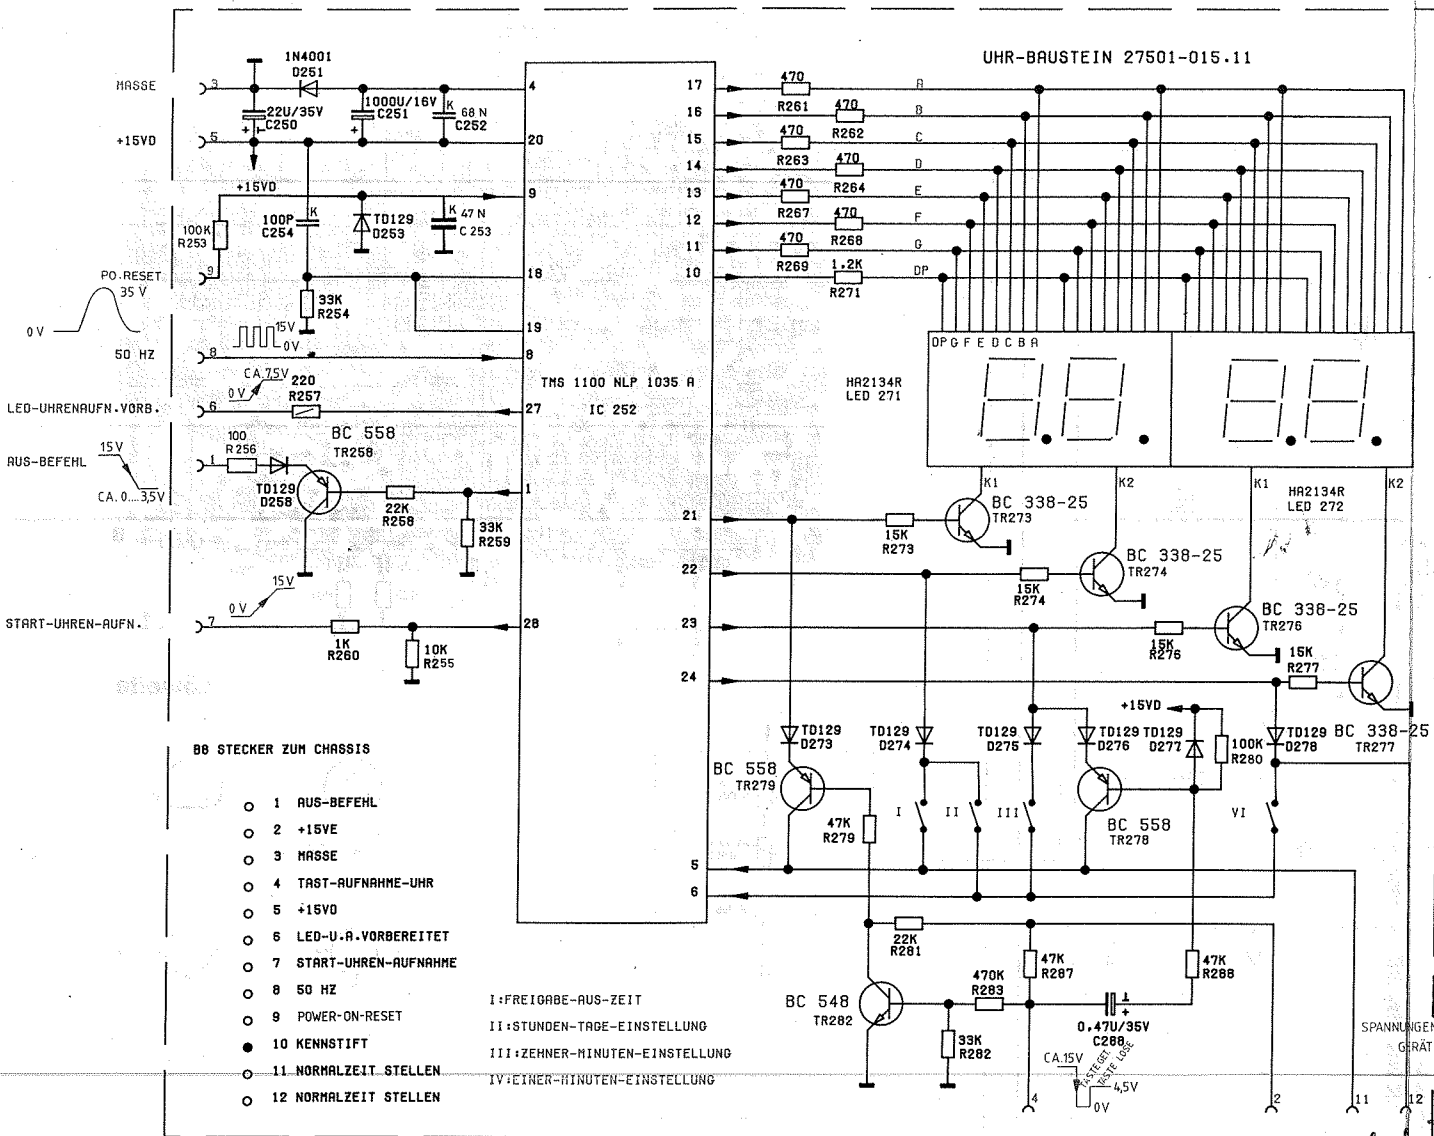 UHR-BAUSTEIN 27501-015.11
MASSE
3
1N4001
D251
22U/35V
C250
1000U/16V
C251
K
68 N
C252
4
+15VD
5
20
+15VD
9
100K
R253
100P
C254
K
TD129
D253
K
47 N
C 253
PO.RESET
9
18
35 V
0 V
33K
R254
19
15V
0V
50 HZ
8
8
CA.7,5V
0 V
220
R257
LED-UHRENAUFN.VORB.
6
27
TMS 1100 NLP 1035 A
IC 252
15V
AUS-BEFEHL
CA. 0....3,5V
1
100
R256
TD129
D258
BC 558
TR258
22K
R258
33K
R259
1
15V
0 V
START-UHREN-AUFN.
7
1K
R260
10K
R255
28
17
470
R261
A
16
470
R262
B
15
470
R263
C
14
470
R264
D
13
470
R267
E
12
470
R268
F
11
470
R269
G
10
1,2K
R271
DP
DP G F E D C B A
HA2134R
LED 271
K1
K2
K1
K2
HA2134R
LED 272
21
15K
R273
BC 338-25
TR273
22
15K
R274
BC 338-25
TR274
23
15K
R276
BC 338-25
TR276
24
15K
R277
BC 338-25
TR277
TD129
D273
TD129
D274
TD129
D275
TD129
D276
+15VD
TD129
D277
100K
R280
TD129
D278
BC 558
TR279
47K
R279
I
II
III
BC 558
TR278
VI
5
6
22K
R281
47K
R287
47K
R288
470K
R283
BC 548
TR282
33K
R282
0,47U/35V
C288
CA.15V
TASTE LOSE
4,5V
0V
4
2
11
12
SPANNUNGEN
GERÄT
B8 STECKER ZUM CHASSIS
1 AUS-BEFEHL
2 +15VE
3 MASSE
4 TAST-AUFNAHME-UHR
5 +15VD
6 LED-U.A.VORBEREITET
7 START-UHREN-AUFNAHME
8 50 HZ
9 POWER-ON-RESET
10 KENNSTIFT
11 NORMALZEIT STELLEN
12 NORMALZEIT STELLEN
I:FREIGABE-AUS-ZEIT
II:STUNDEN-TAGE-EINSTELLUNG
III:ZEHNER-MINUTEN-EINSTELLUNG
IV:EINER-MINUTEN-EINSTELLUNG